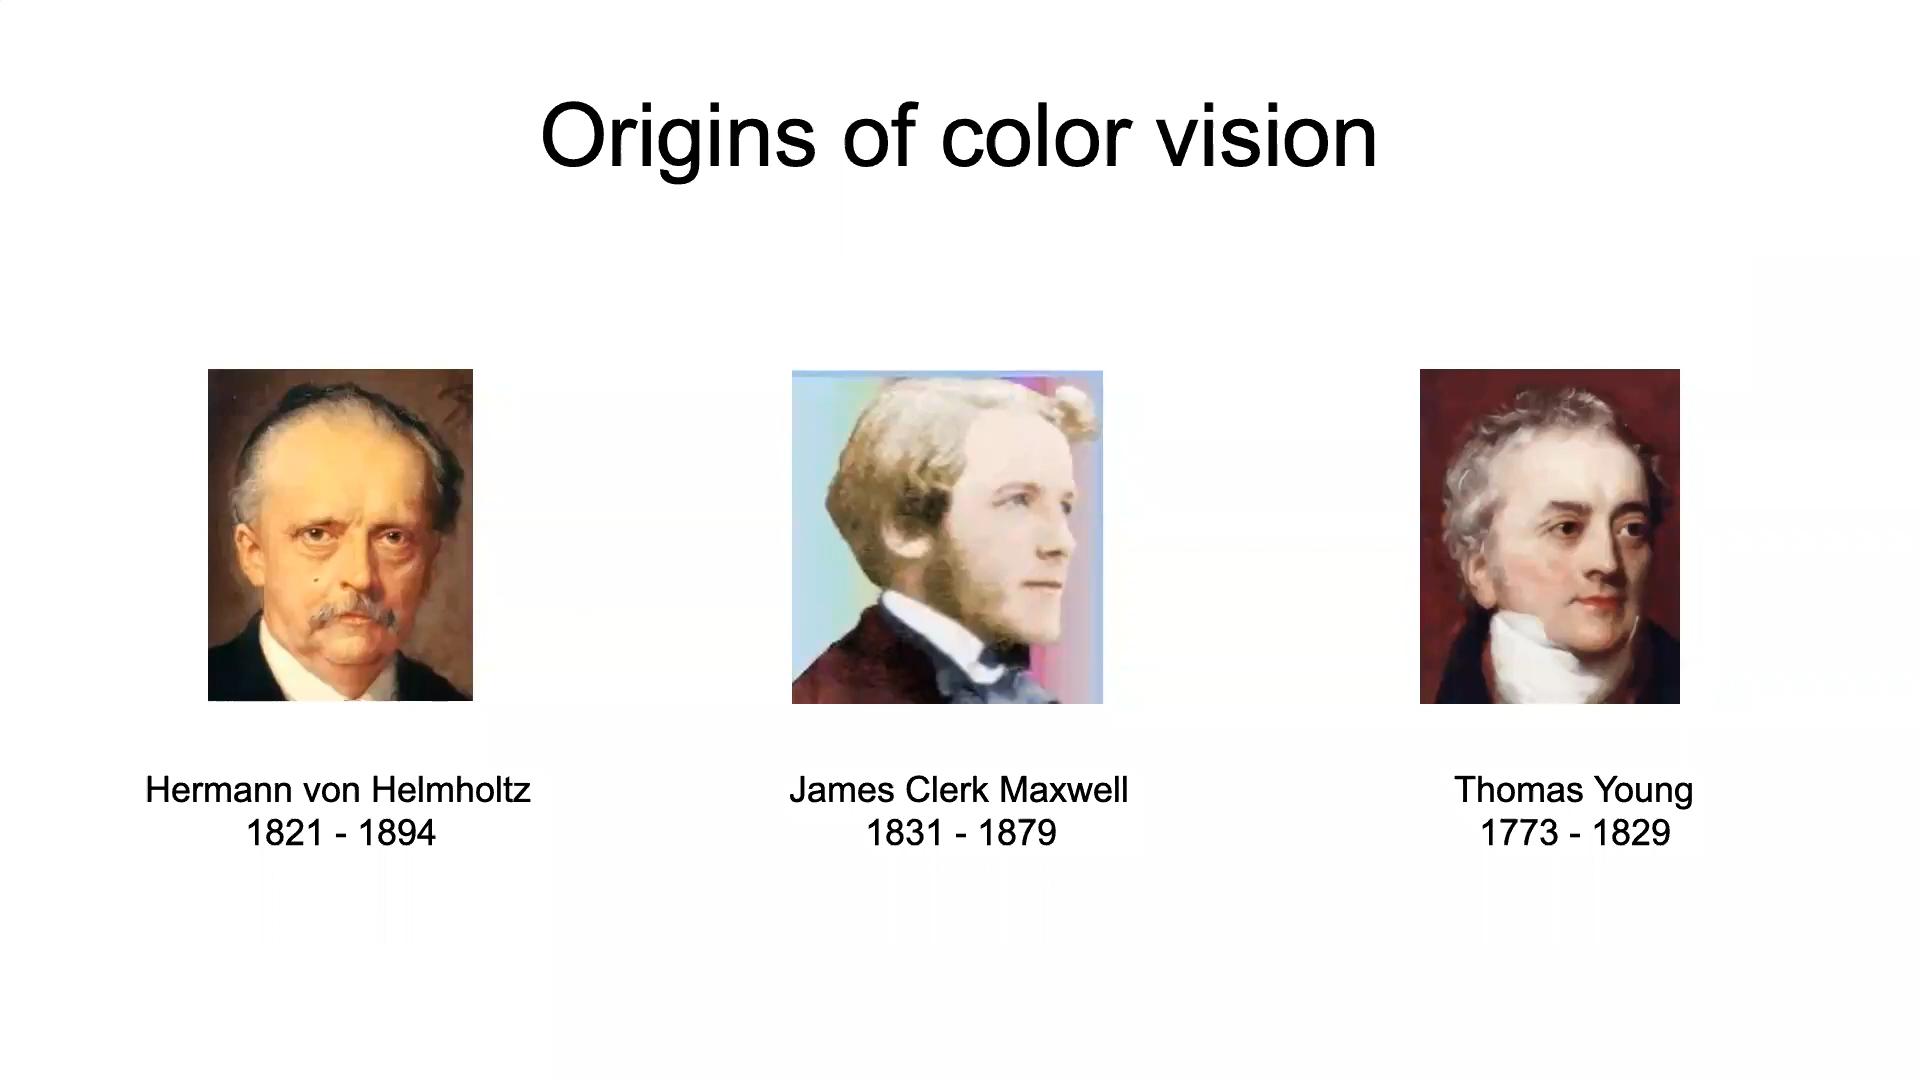 Origins of color vision
Hermann von Helmholtz
1821 - 1894
James Clerk Maxwell
1831 - 1879
Thomas Young
1773 - 1829